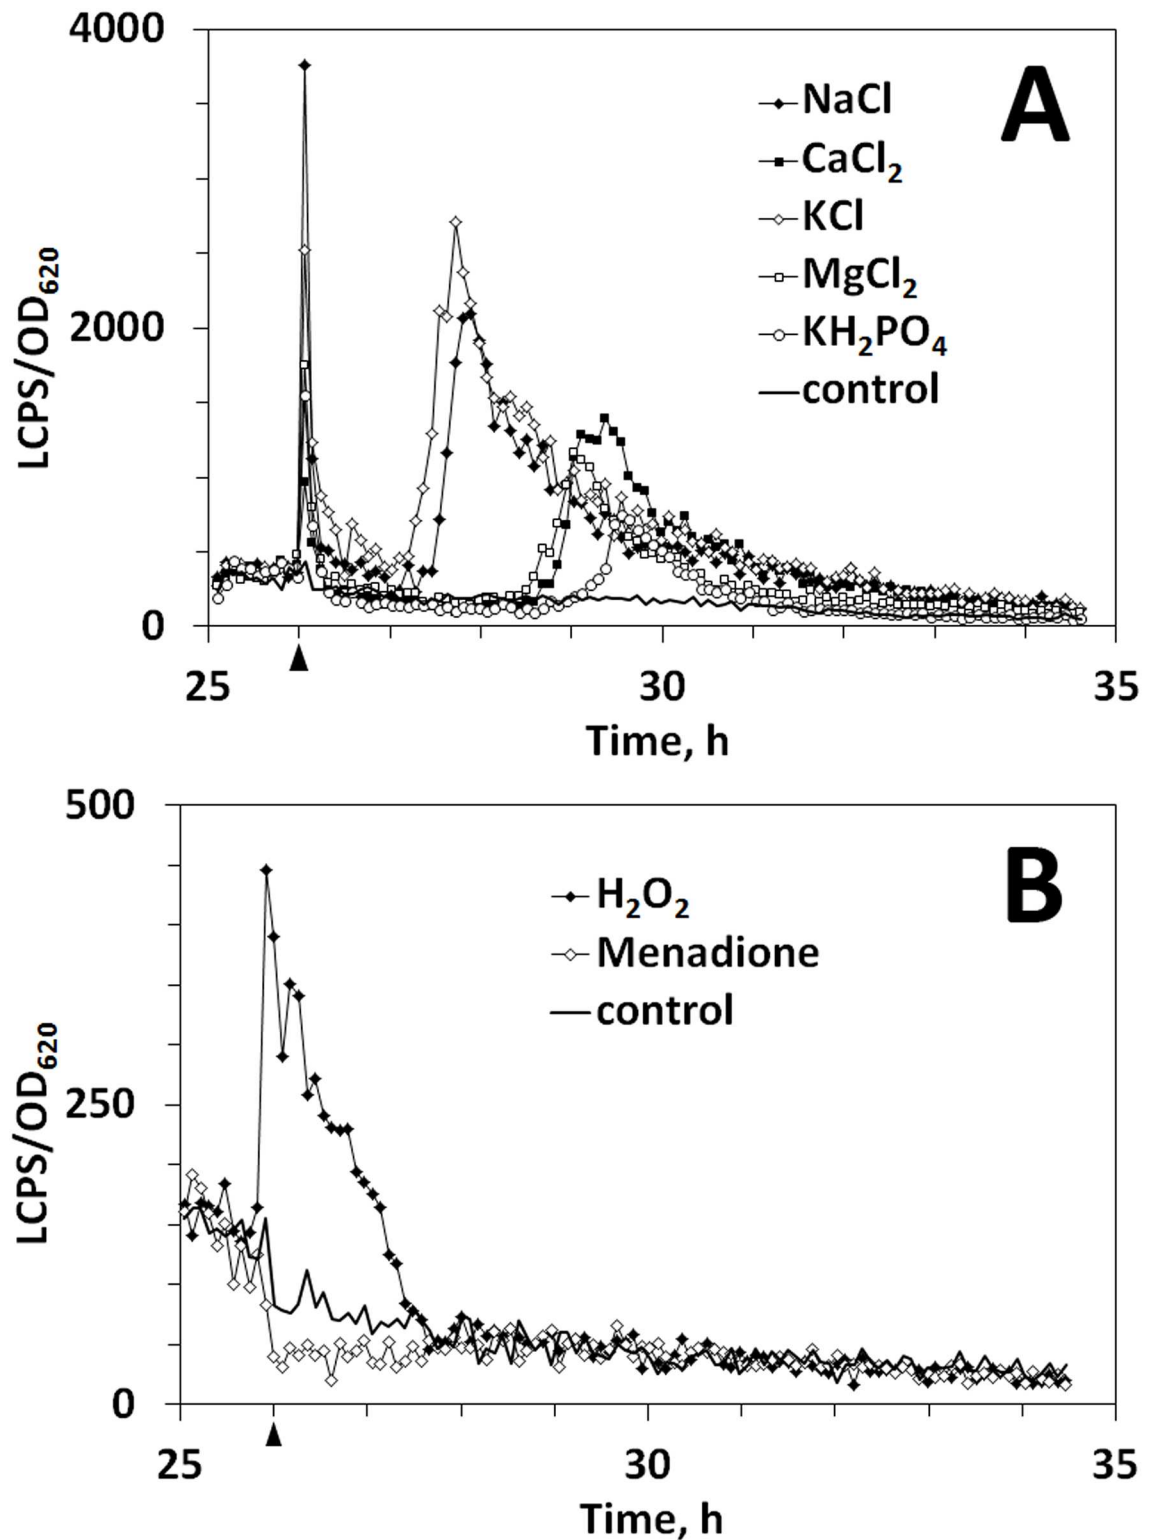 4000
A
NaCl
CaCl2
KCl
MgCl2
KH2PO4
control
LCPS/OD620
2000
0
25
30
35
Time, h
500
B
H2O2
Menadione
control
LCPS/OD620
250
0
25
30
35
Time, h